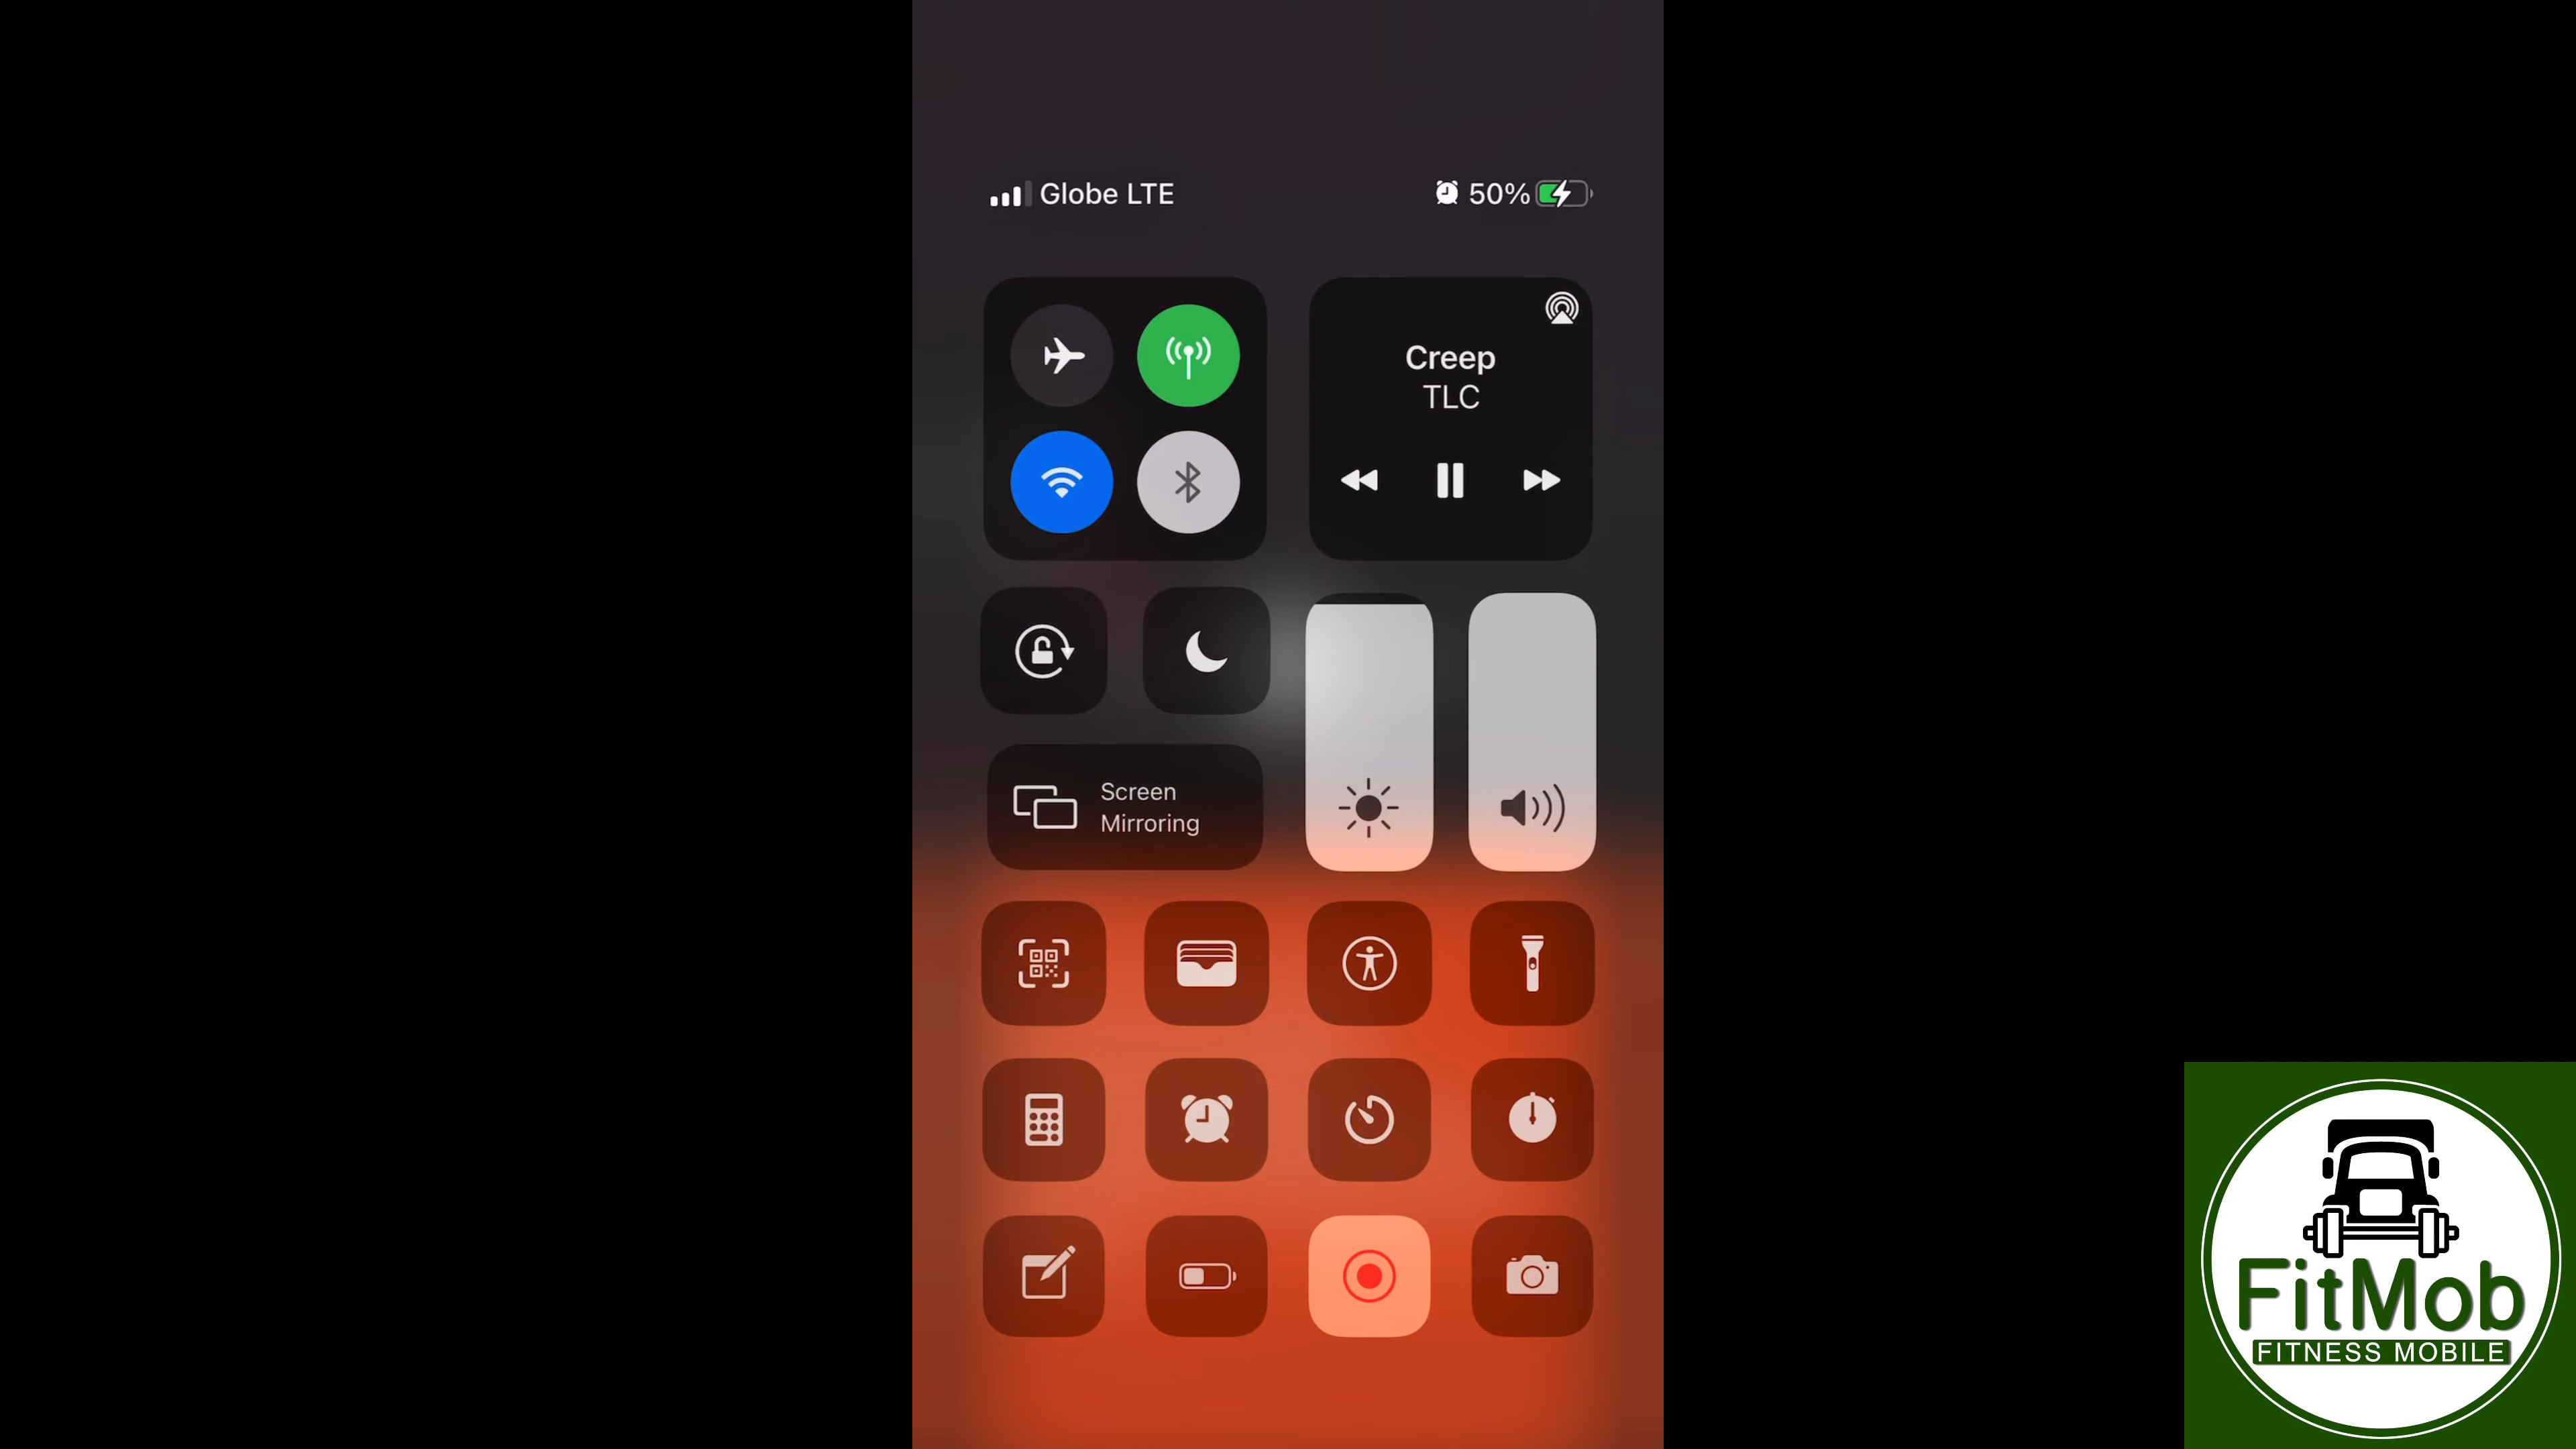 Globe LTE
50%
Creep
TLC
Screen
Mirroring
FitMob
FITNESS MOBILE